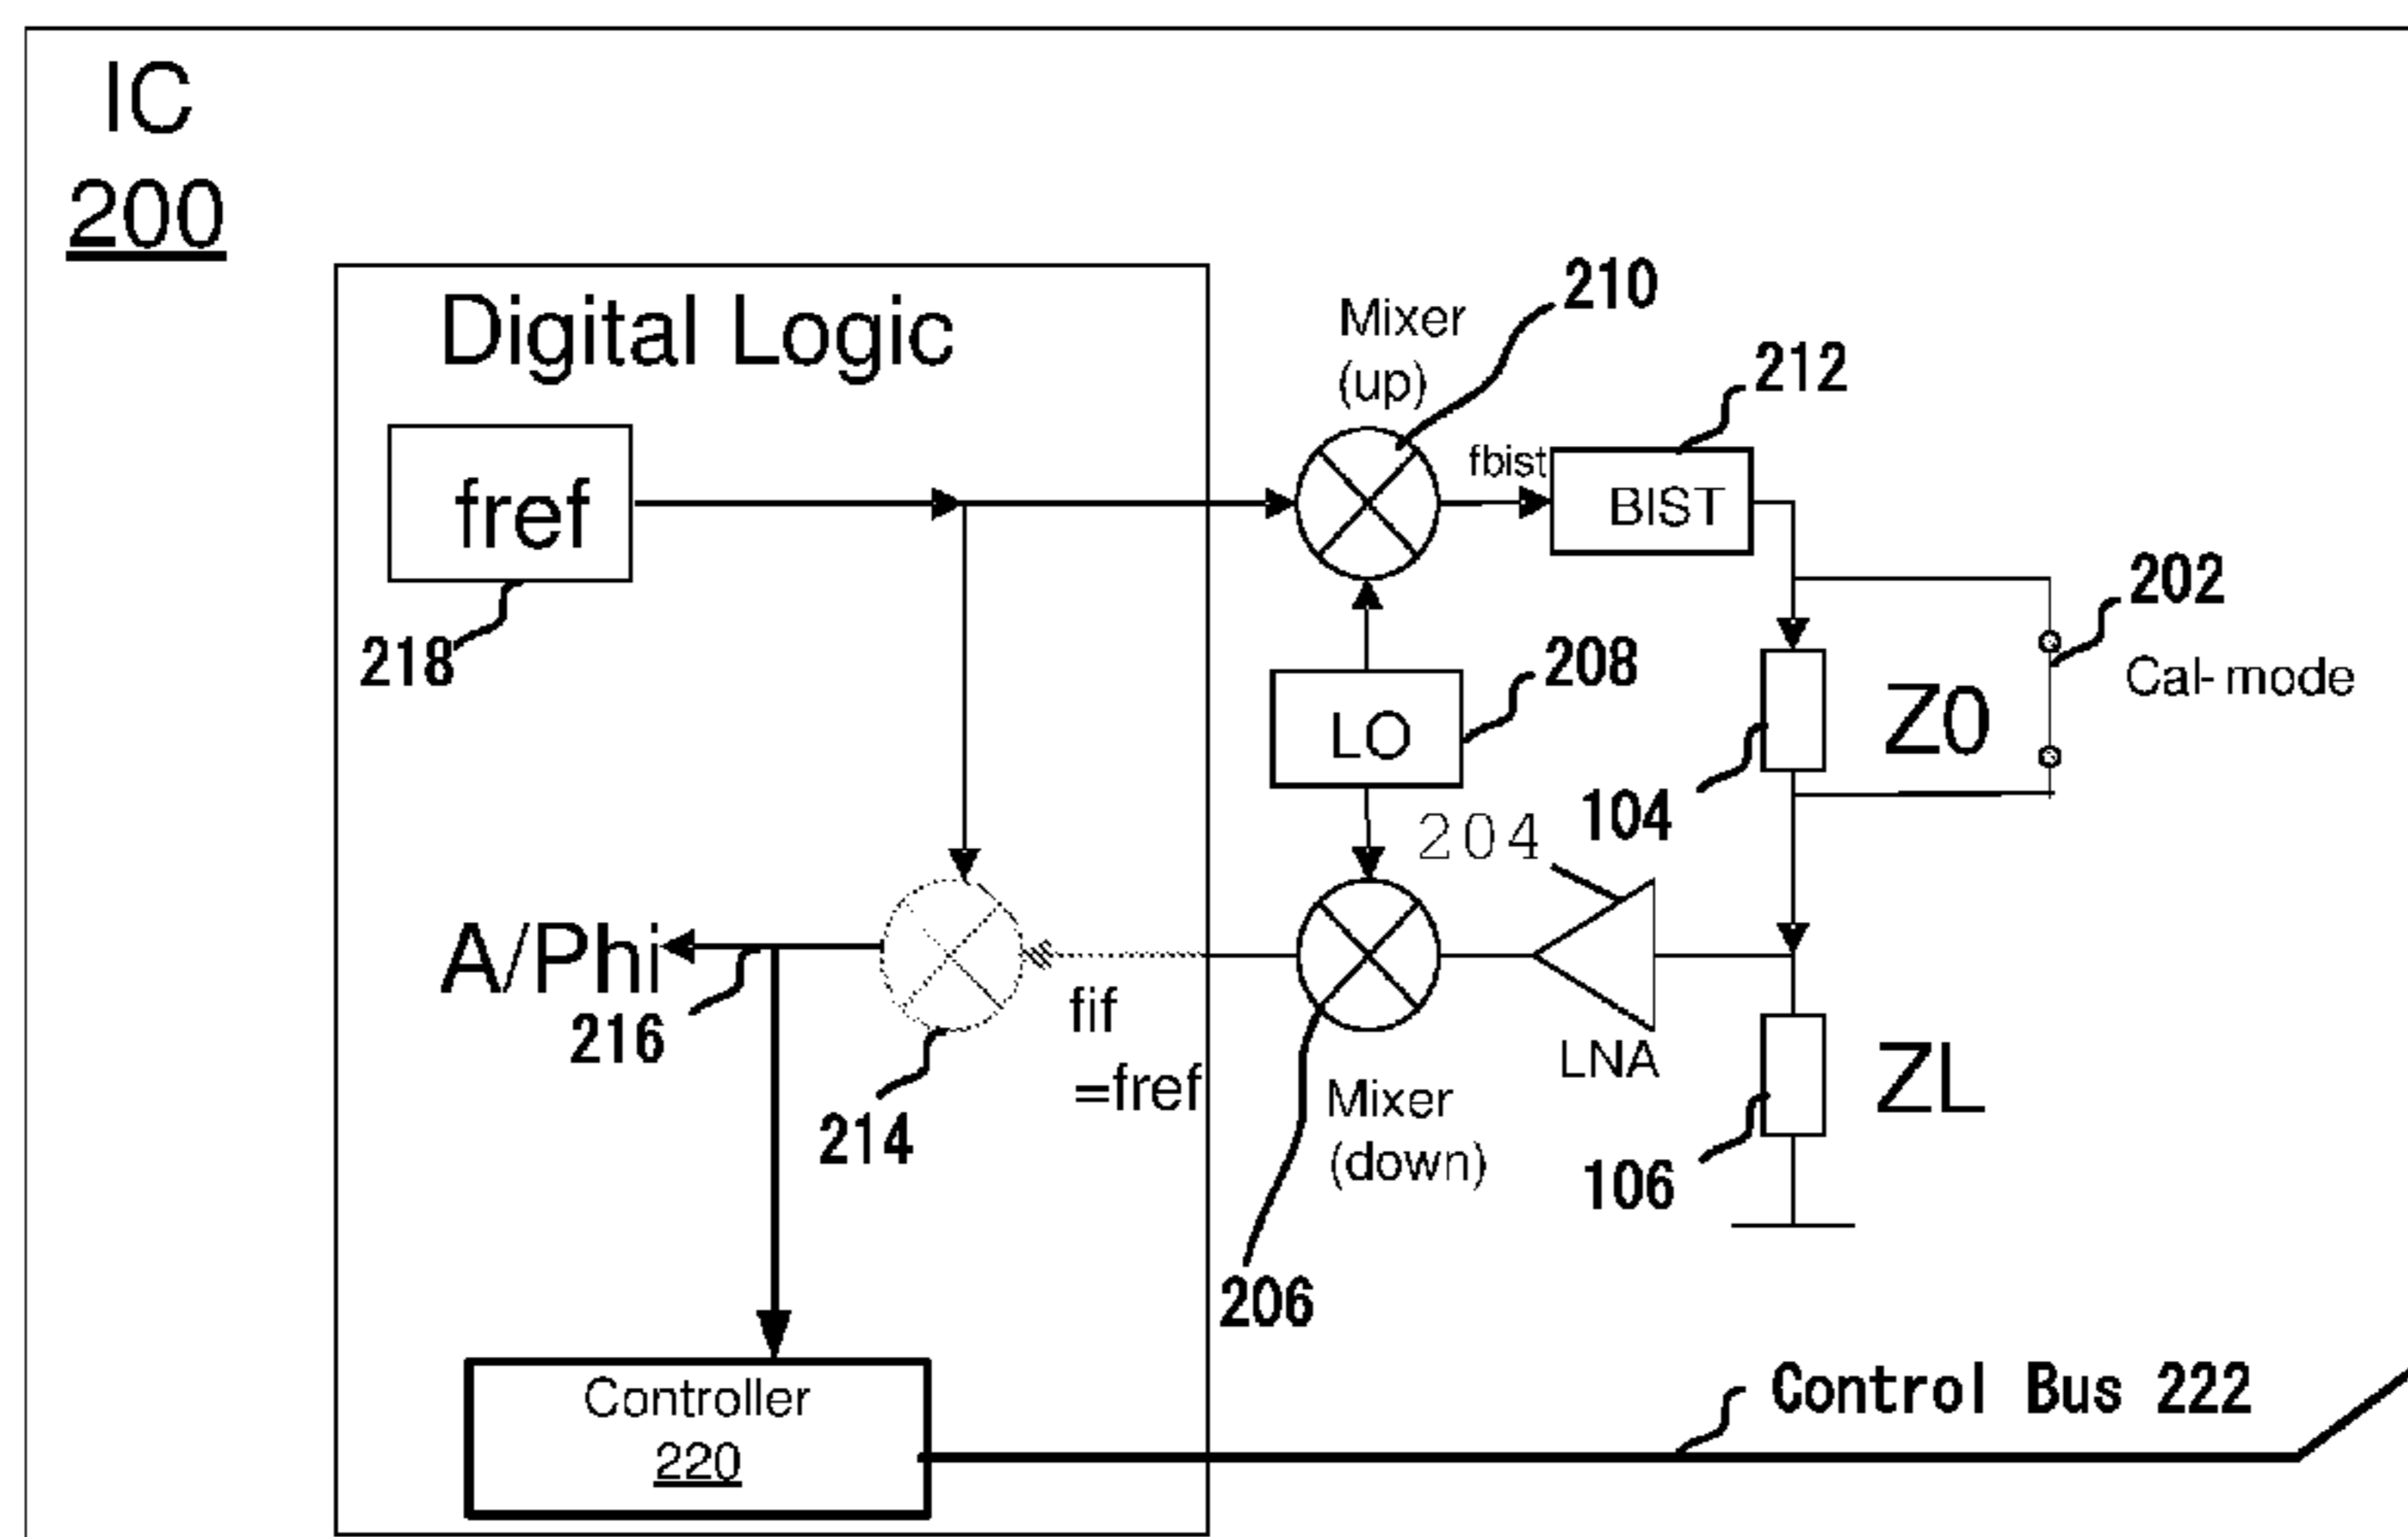 IC
200
Digital Logic
fref
218
Mixer
(up)
210
fbist
212
BIST
202
Cal-mode
Z0
104
LO
208
204
LNA
A/Phi
216
214
fif
=fref
Mixer
(down)
206
ZL
106
Controller
220
Control Bus 222